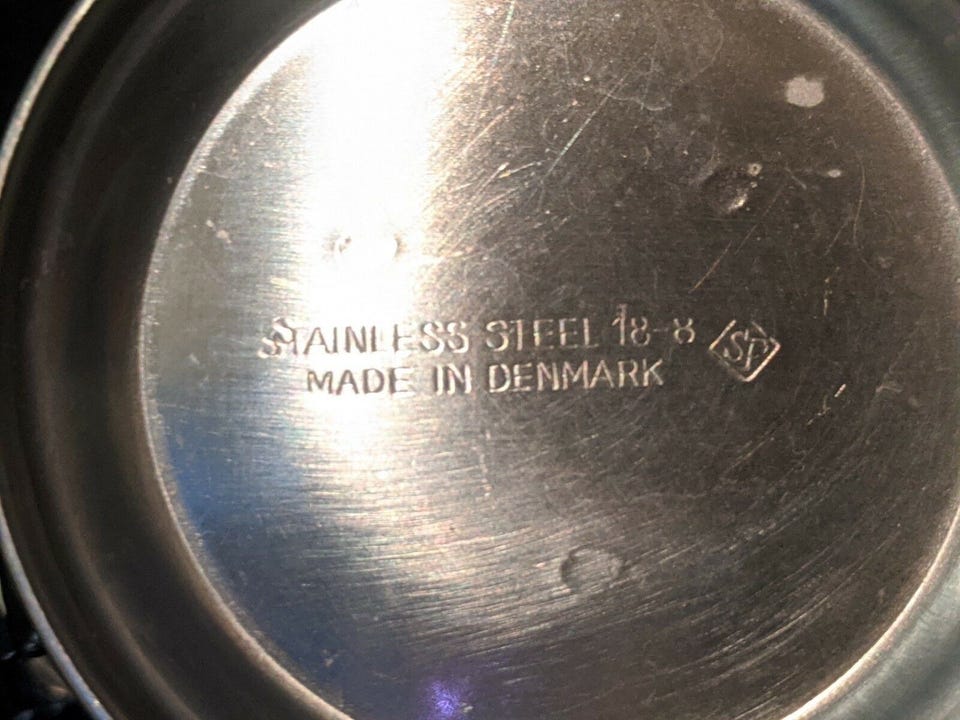 STAINLESS STEEL 18-8 SP
MADE IN DENMARK